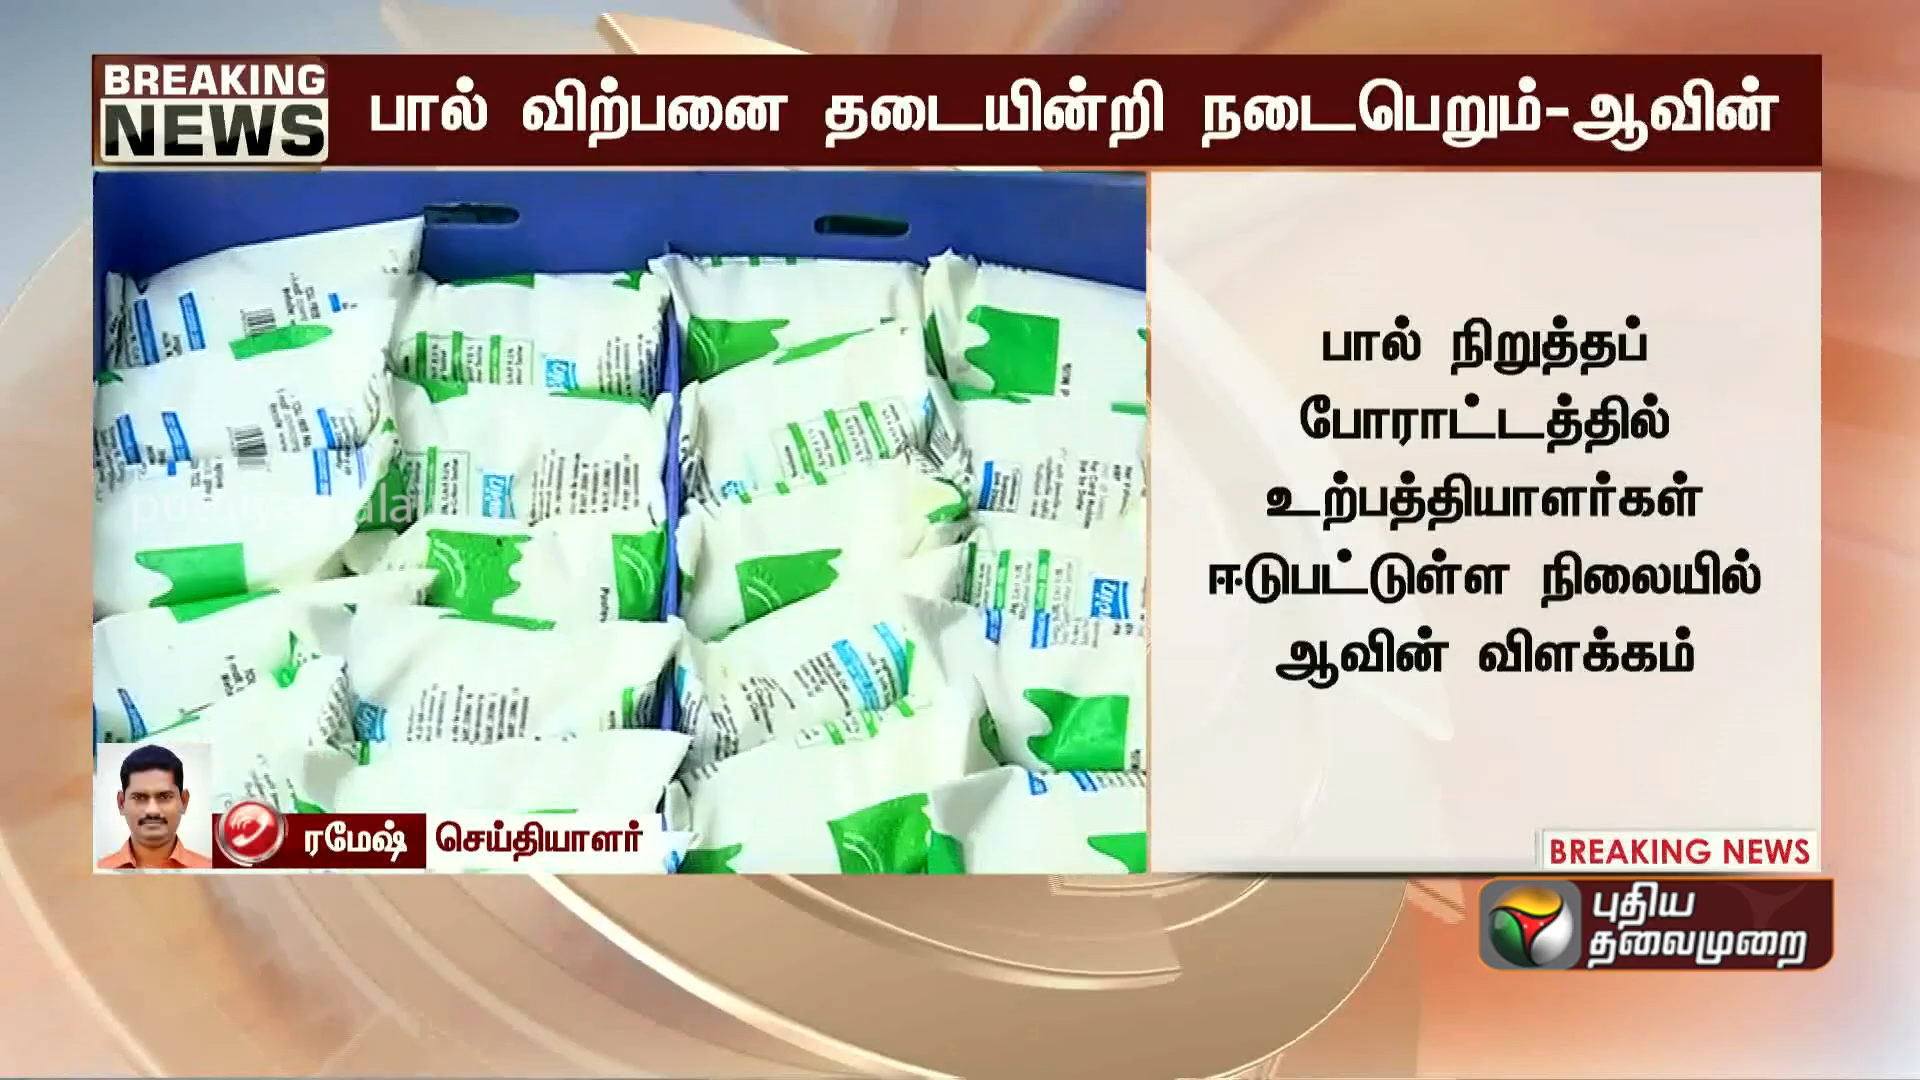 BREAKING
NEWS
பால் விற்பனை தடையின்றி நடைபெறும்-ஆவின்
பால் நிறுத்தப்
போராட்டத்தில்
உற்பத்தியாளர்கள்
ஈடுபட்டுள்ள நிலையில்
ஆவின் விளக்கம்
ரமேஷ் செய்தியாளர்
BREAKING NEWS
புதிய
தலைமுறை